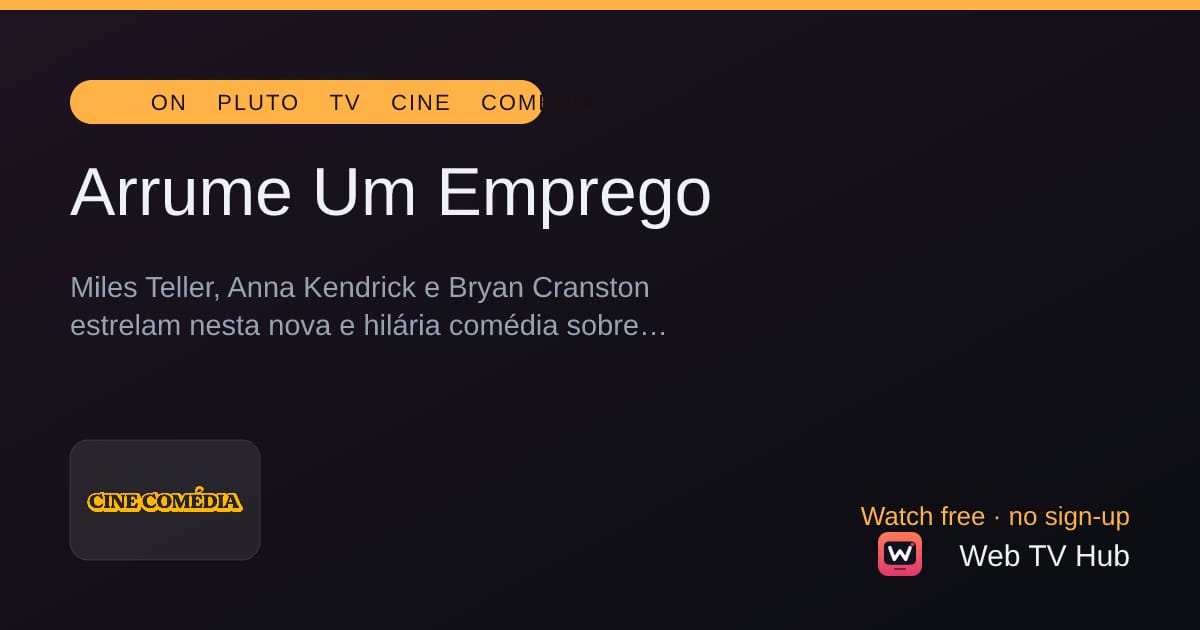 ON PLUTO TV CINE COMÉDIA
Arrume Um Emprego
Miles Teller, Anna Kendrick e Bryan Cranston
estrelam nesta nova e hilária comédia sobre…
CINE COMÉDIA
Watch free · no sign-up
W
Web TV Hub